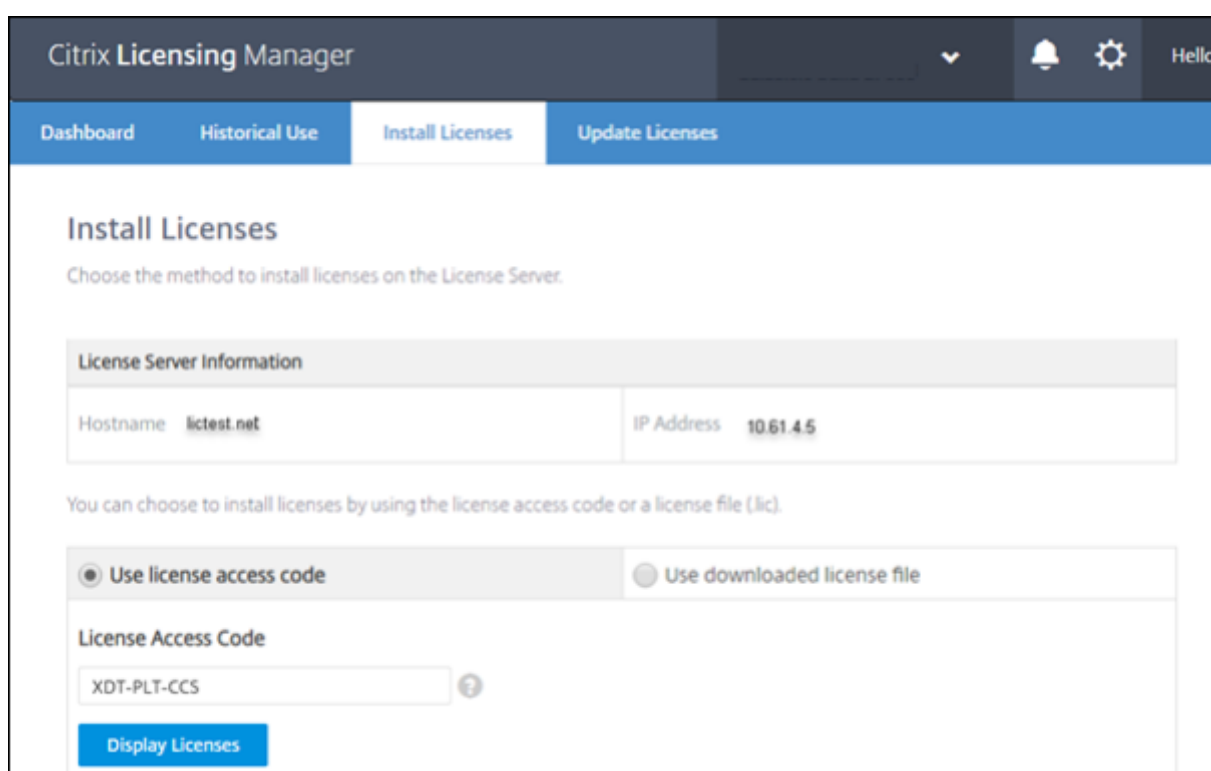 Citrix Licensing Manager Hello
Dashboard Historical Use Install Licenses Update Licenses
Install Licenses
Choose the method to install licenses on the License Server.
License Server Information
Hostname lictest.net IP Address 10.61.4.5
You can choose to install licenses by using the license access code or a license file (.lic).
Use license access code Use downloaded license file
License Access Code
XDT-PLT-CCS ?
Display Licenses